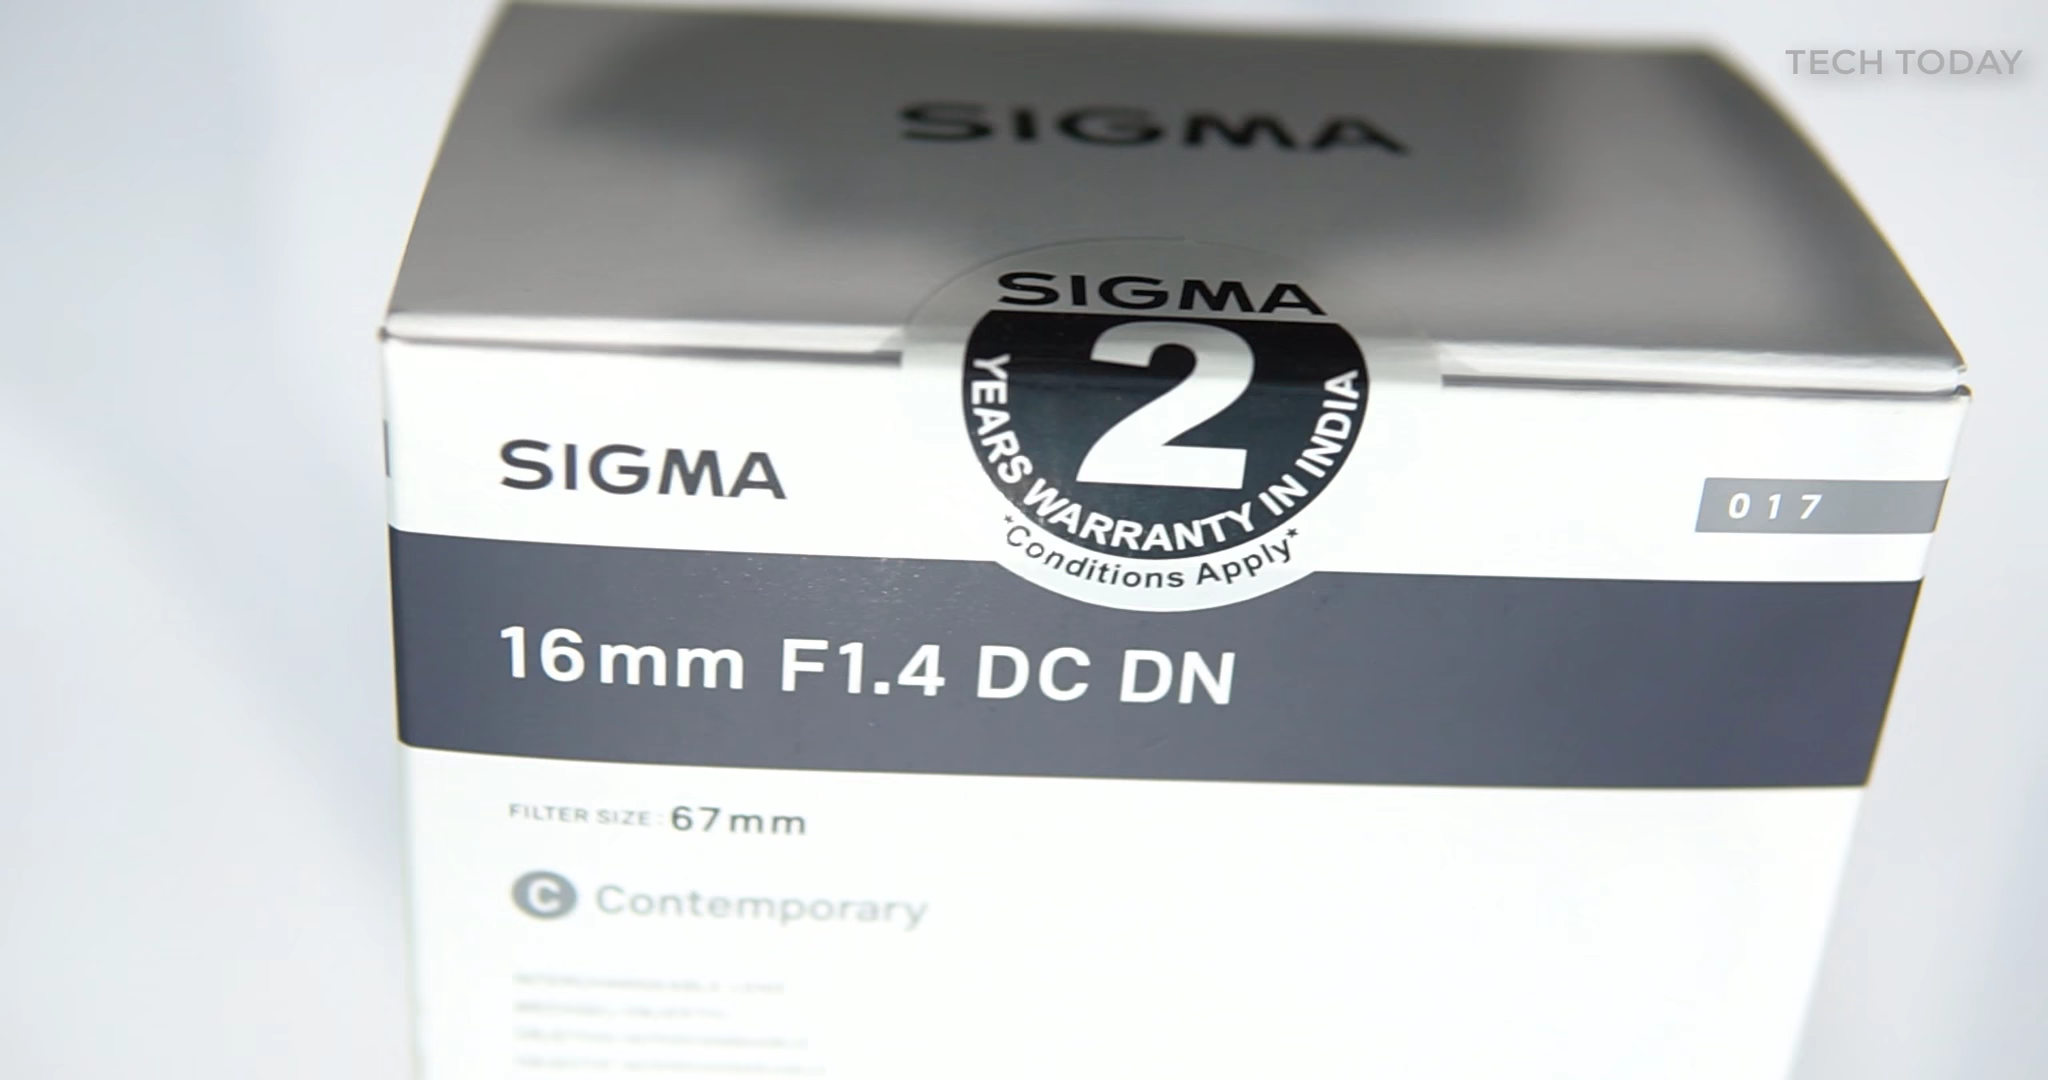 TECH TODAY
SIGMA
SIGMA
2
YEARS WARRANTY IN INDIA
*Conditions Apply*
SIGMA
017
16mm F1.4 DC DN
FILTER SIZE: 67mm
C Contemporary